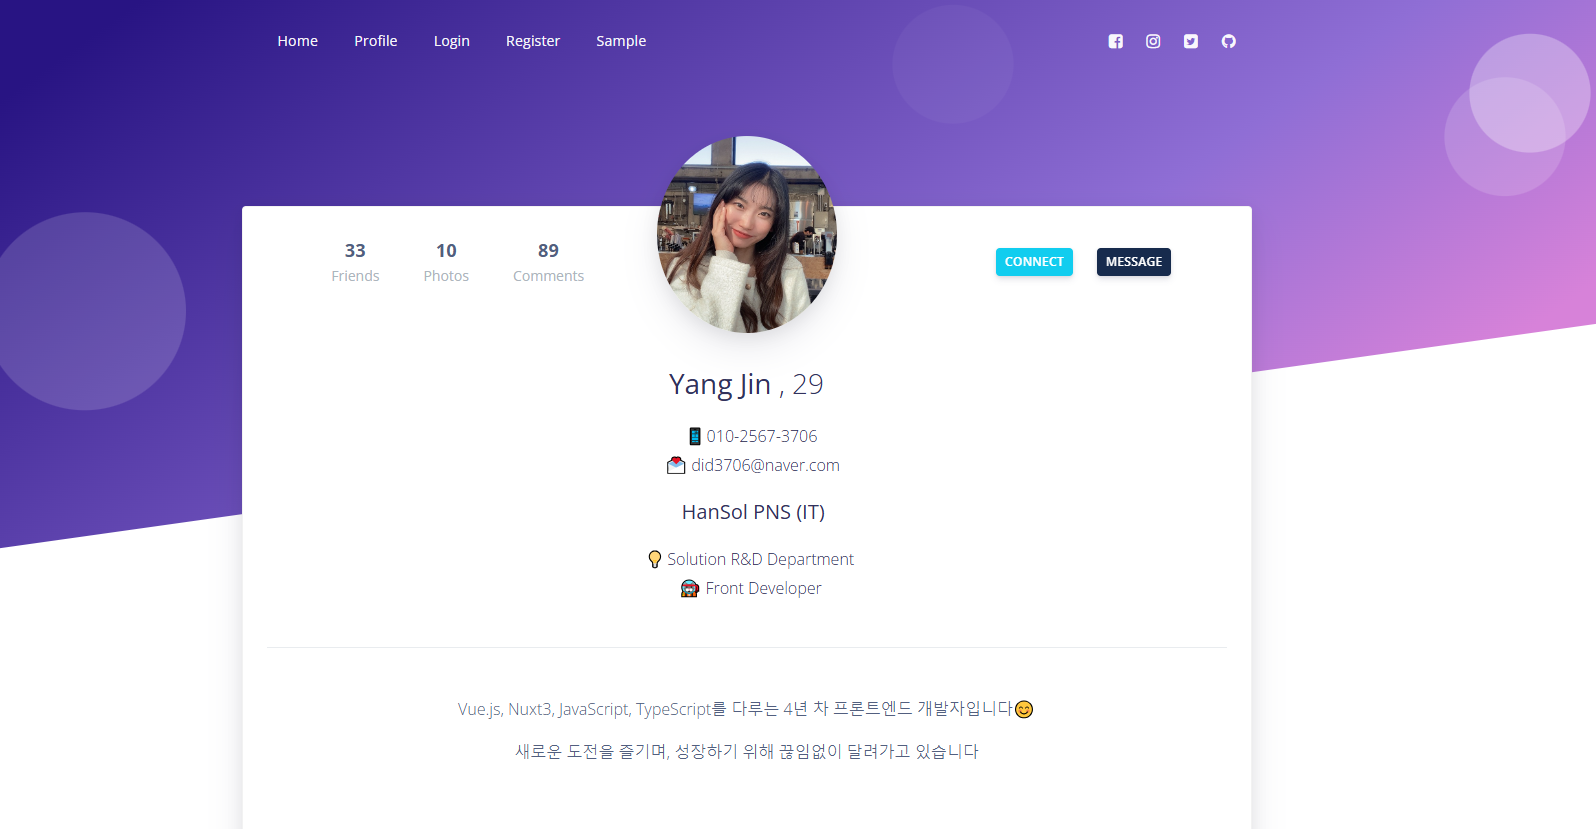 Home Profile Login Register Sample
33 10 89
Friends Photos Comments
CONNECT MESSAGE
Yang Jin , 29
010-2567-3706
did3706@naver.com
HanSol PNS (IT)
Solution R&D Department
Front Developer
Vue.js, Nuxt3, JavaScript, TypeScript를 다루는 4년 차 프론트엔드 개발자입니다😊
새로운 도전을 즐기며, 성장하기 위해 끊임없이 달려가고 있습니다